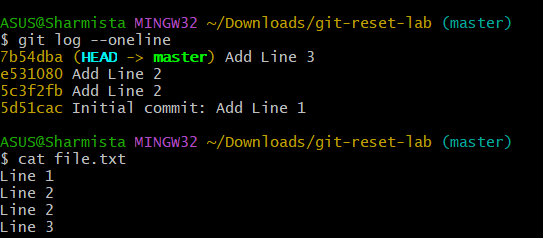 ASUS@Sharmista MINGW32 ~/Downloads/git-reset-lab (master)
$ git log --oneline
7b54dba (HEAD -> master) Add Line 3
e531080 Add Line 2
5c3f2fb Add Line 2
5d51cac Initial commit: Add Line 1
ASUS@Sharmista MINGW32 ~/Downloads/git-reset-lab (master)
$ cat file.txt
Line 1
Line 2
Line 2
Line 3